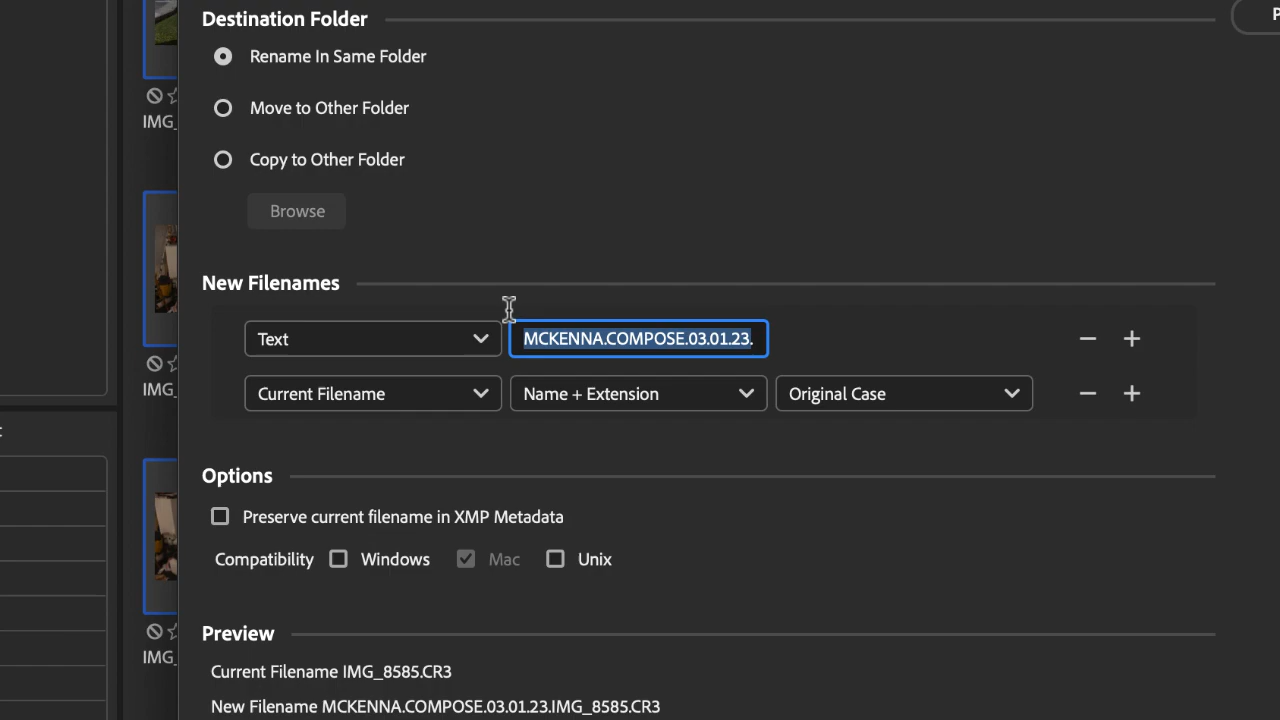 Destination Folder
Rename In Same Folder
IMG_
Move to Other Folder
Copy to Other Folder
Browse
New Filenames
Text MCKENNA.COMPOSE.03.01.23.
IMG_
Current Filename Name + Extension Original Case
Options
Preserve current filename in XMP Metadata
Compatibility Windows Mac Unix
Preview
IMG_
Current Filename IMG_8585.CR3
New Filename MCKENNA.COMPOSE.03.01.23.IMG_8585.CR3